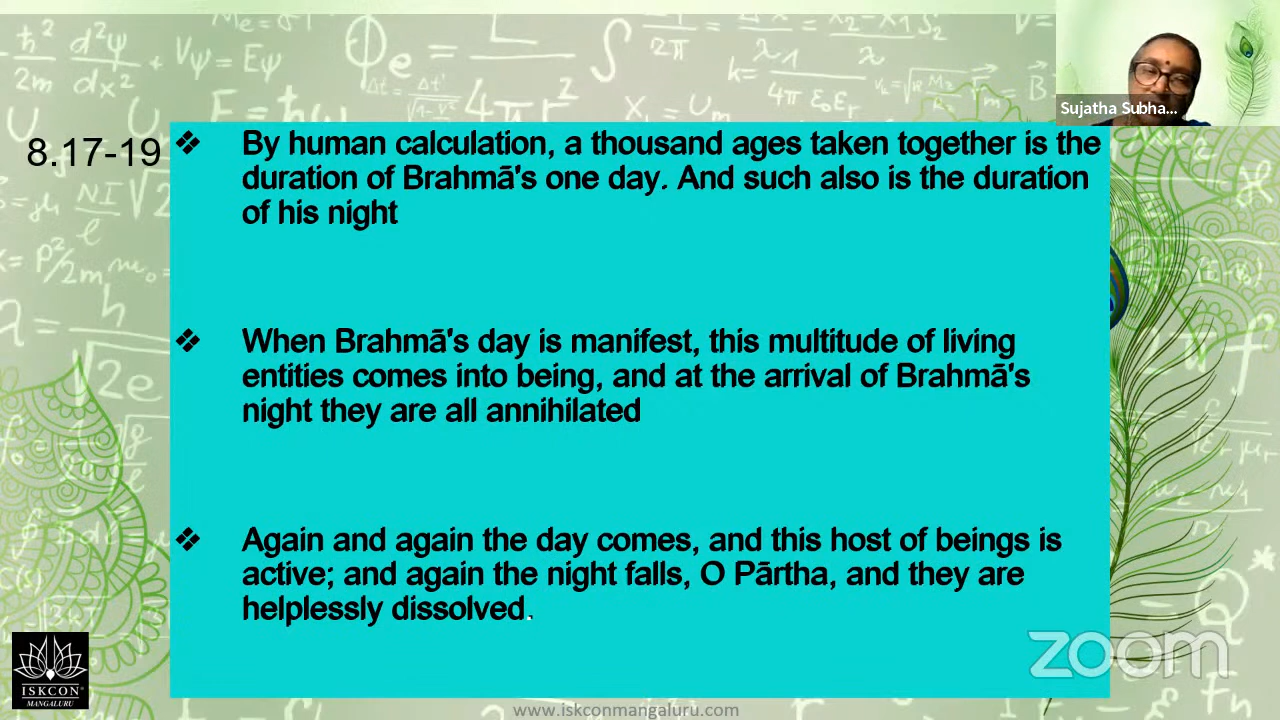 Sujatha Subha...
8.17-19
❖ By human calculation, a thousand ages taken together is the
duration of Brahmā's one day. And such also is the duration
of his night
❖ When Brahmā's day is manifest, this multitude of living
entities comes into being, and at the arrival of Brahmā's
night they are all annihilated
❖ Again and again the day comes, and this host of beings is
active; and again the night falls, O Pārtha, and they are
helplessly dissolved.
zoom
ISKCON®
MANGALURU
www.iskconmangaluru.com